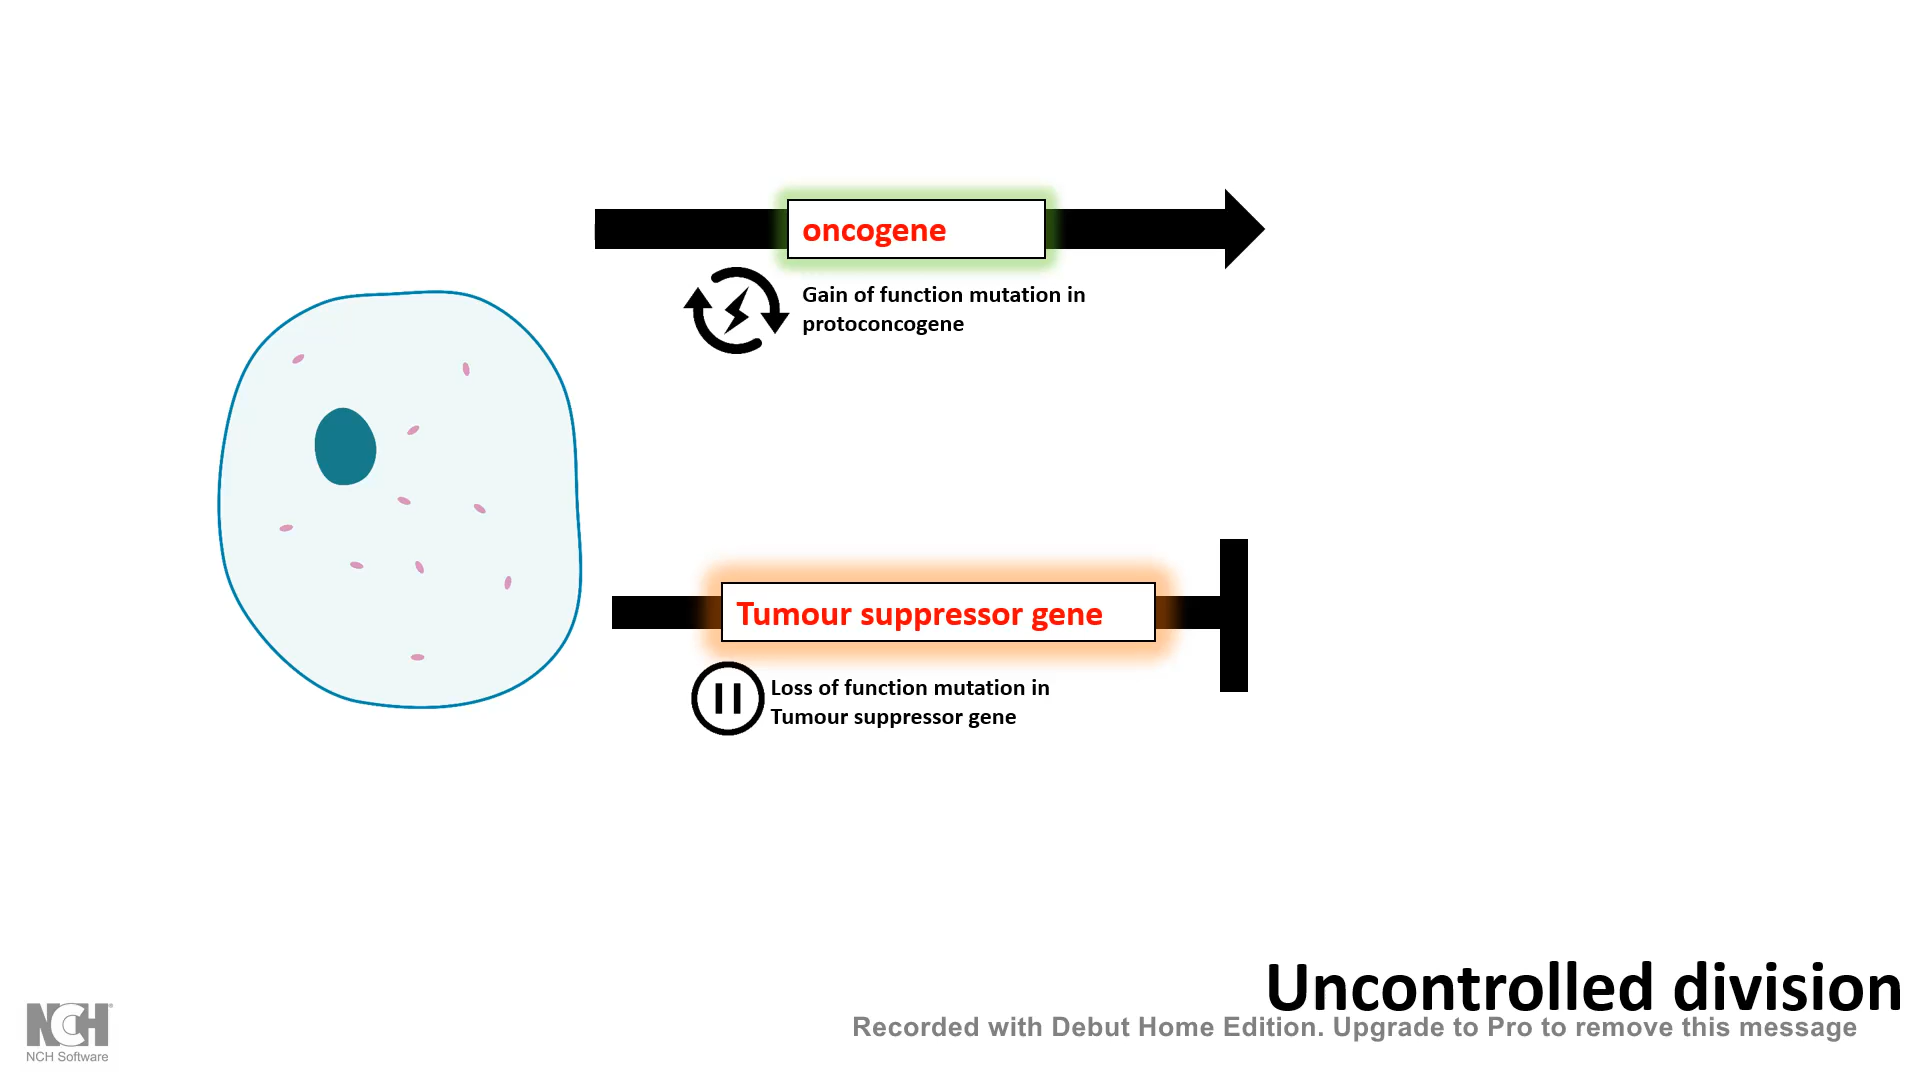 oncogene
Gain of function mutation in
protoconcogene
Tumour suppressor gene
Loss of function mutation in
Tumour suppressor gene
Uncontrolled division
Recorded with Debut Home Edition. Upgrade to Pro to remove this message
NCH®
NCH Software